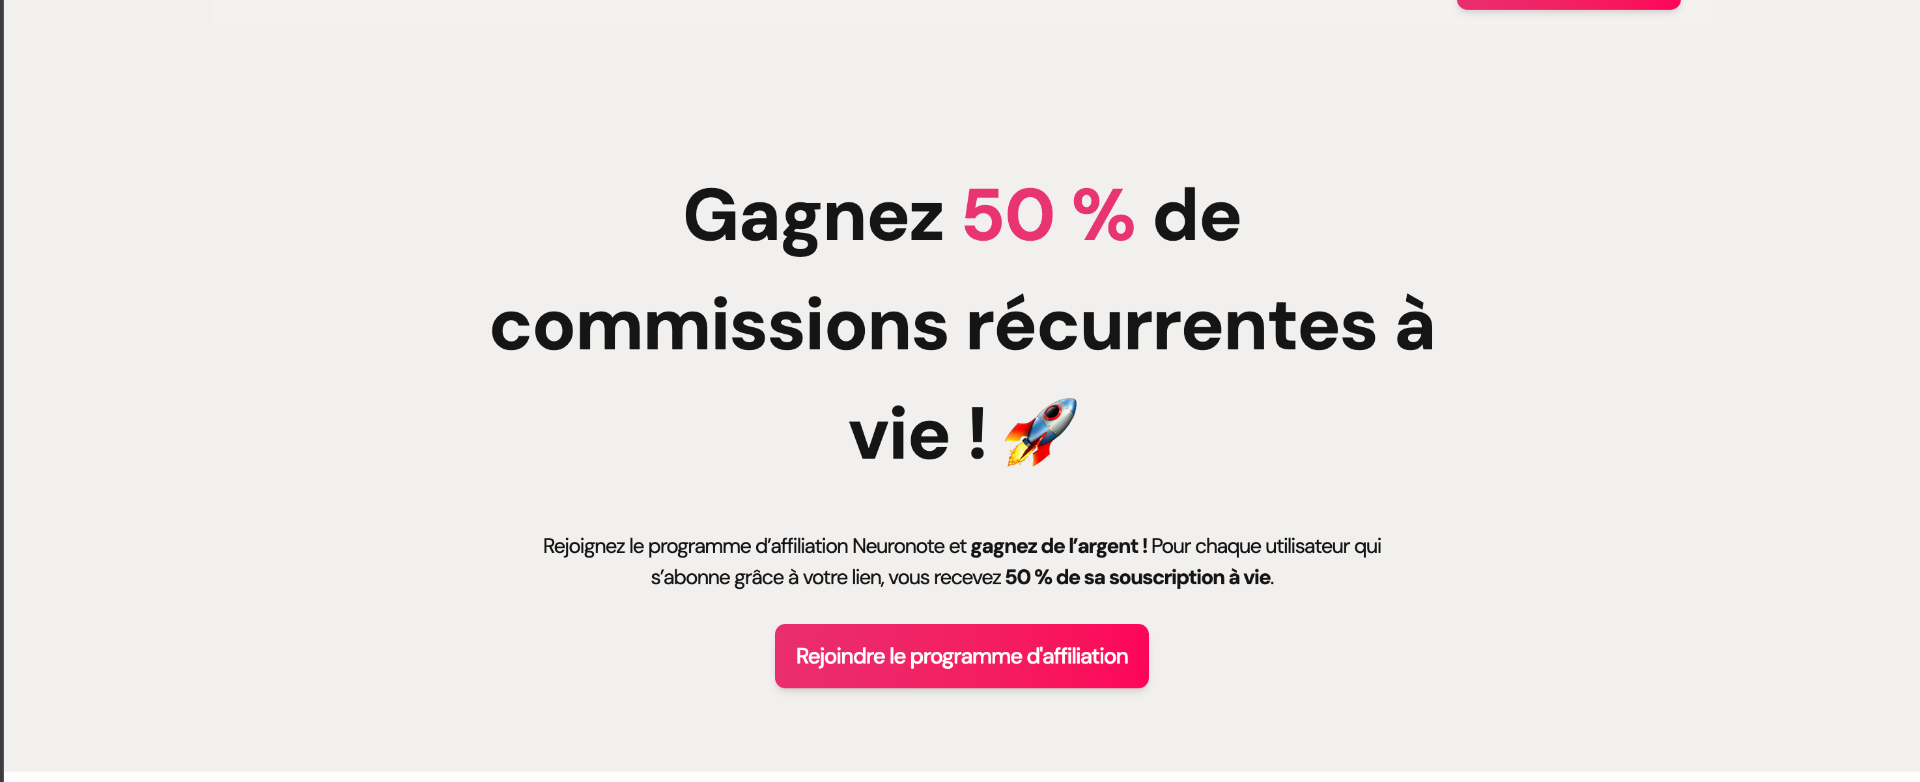 Gagnez 50 % de
commissions récurrentes à
vie ! 🚀
Rejoignez le programme d’affiliation Neuronote et gagnez de l’argent ! Pour chaque utilisateur qui
s’abonne grâce à votre lien, vous recevez 50 % de sa souscription à vie.
Rejoindre le programme d'affiliation